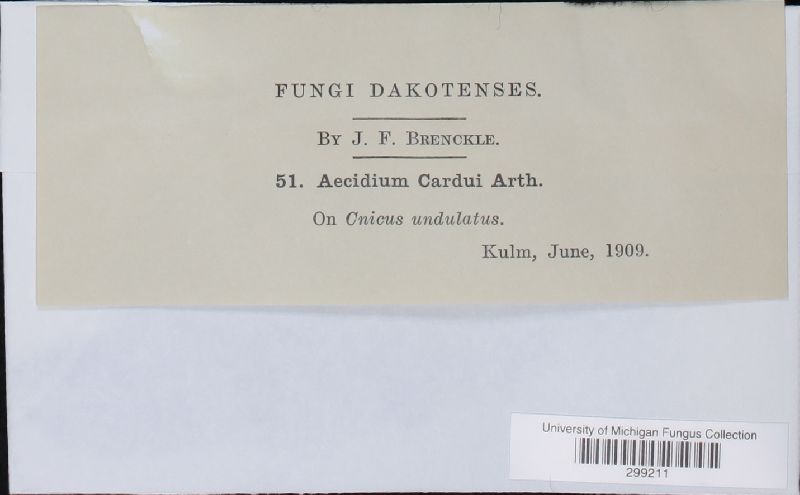 FUNGI DAKOTENSES.
By J. F. Brenckle.
51. Aecidium Cardui Arth.
On Cnicus undulatus.
Kulm, June, 1909.
University of Michigan Fungus Collection
299211